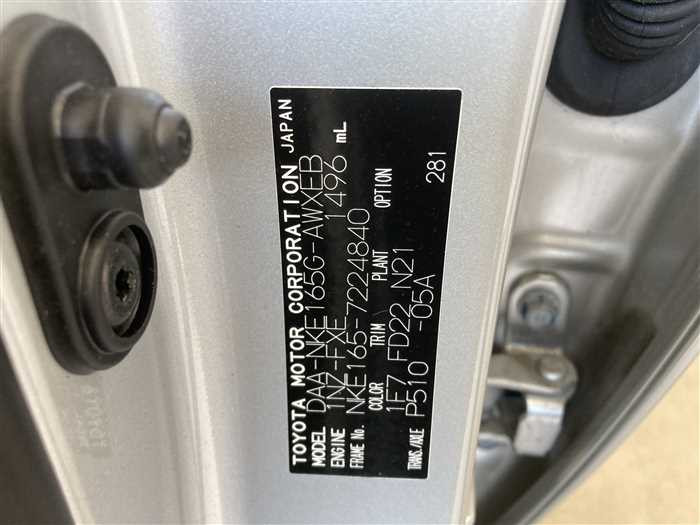 TOYOTA MOTOR CORPORATION JAPAN
MODEL DAA-NKE165G-AWXEB
ENGINE 1NZ-FXE 1496 mL
FRAME No. NKE165-7224840
COLOR TRIM PLANT OPTION
1F7 FD22 N21
TRANS./AXLE P510 -05A 281